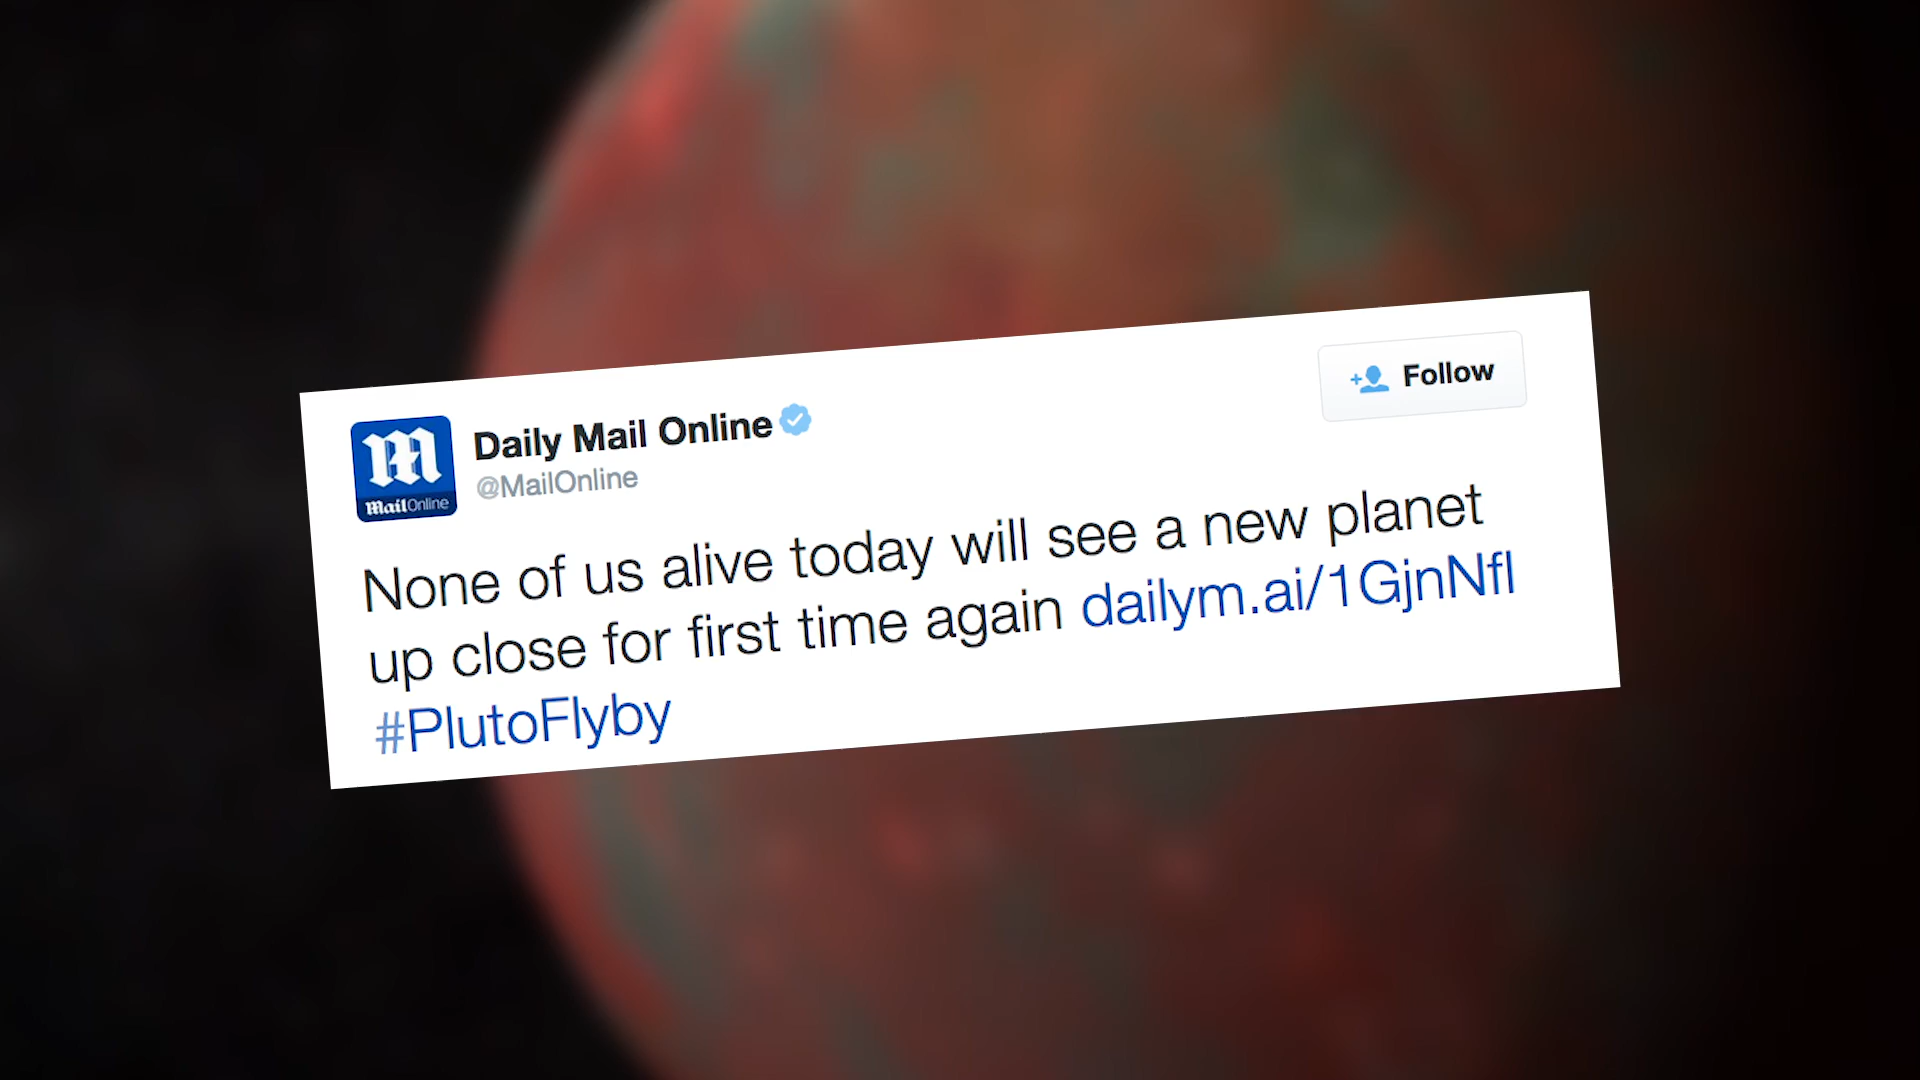 Daily Mail Online
@MailOnline
Follow
MailOnline
None of us alive today will see a new planet
up close for first time again dailym.ai/1GjnNfl
#PlutoFlyby